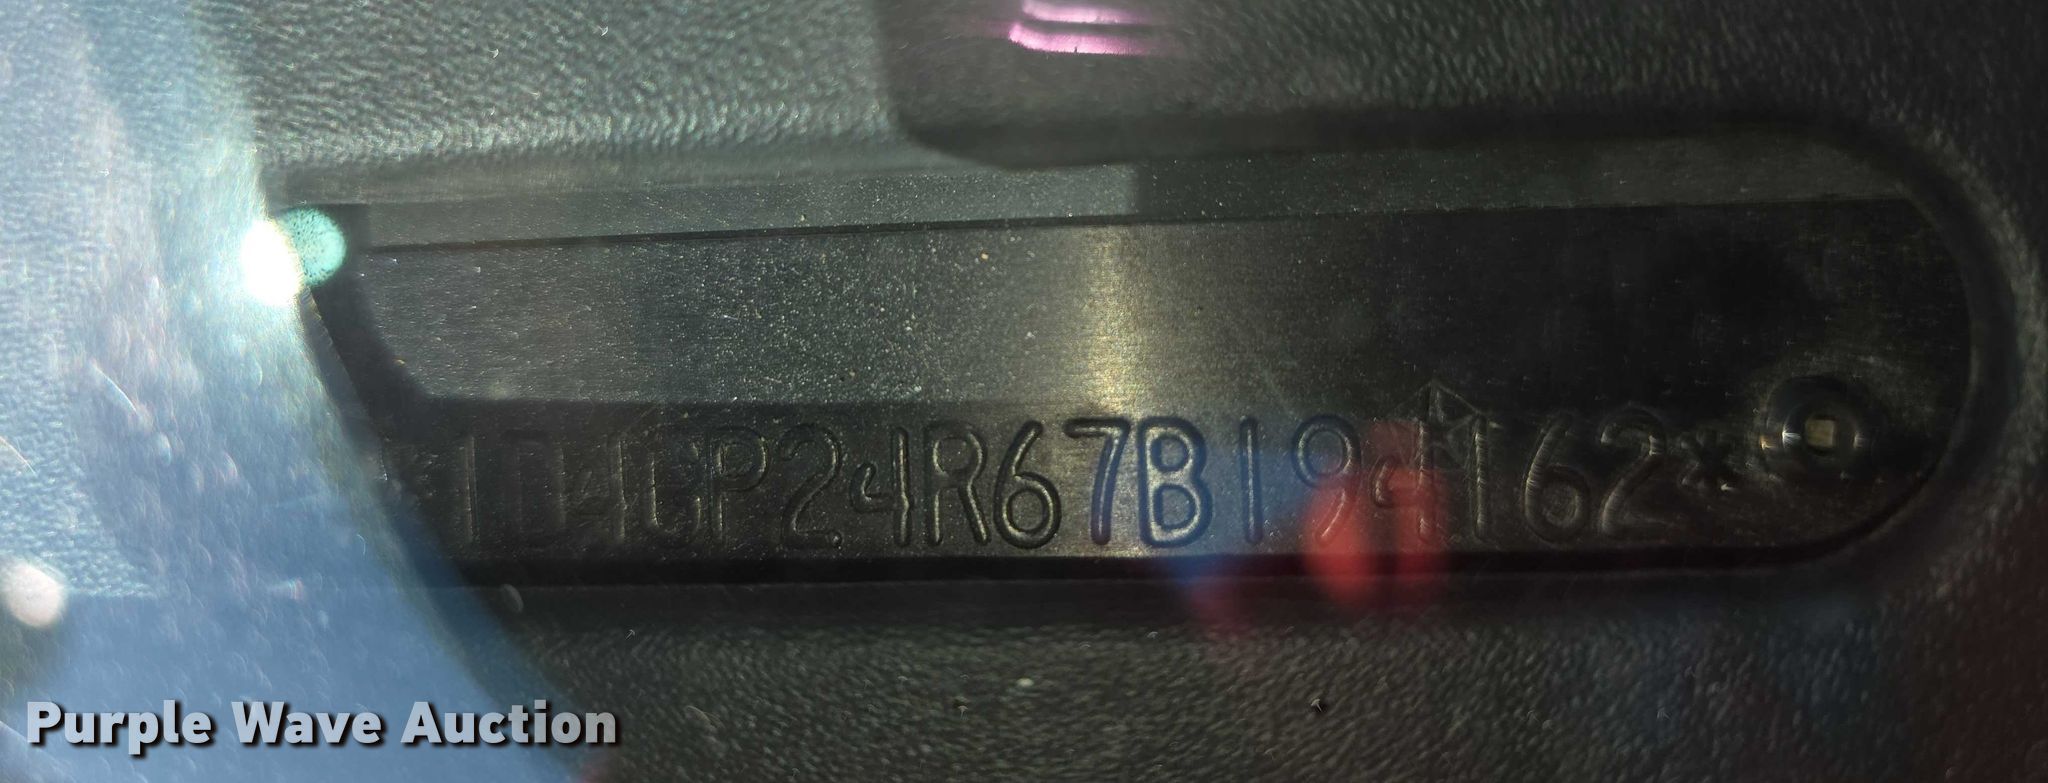 *1D4GP24R67B194162*
Purple Wave Auction